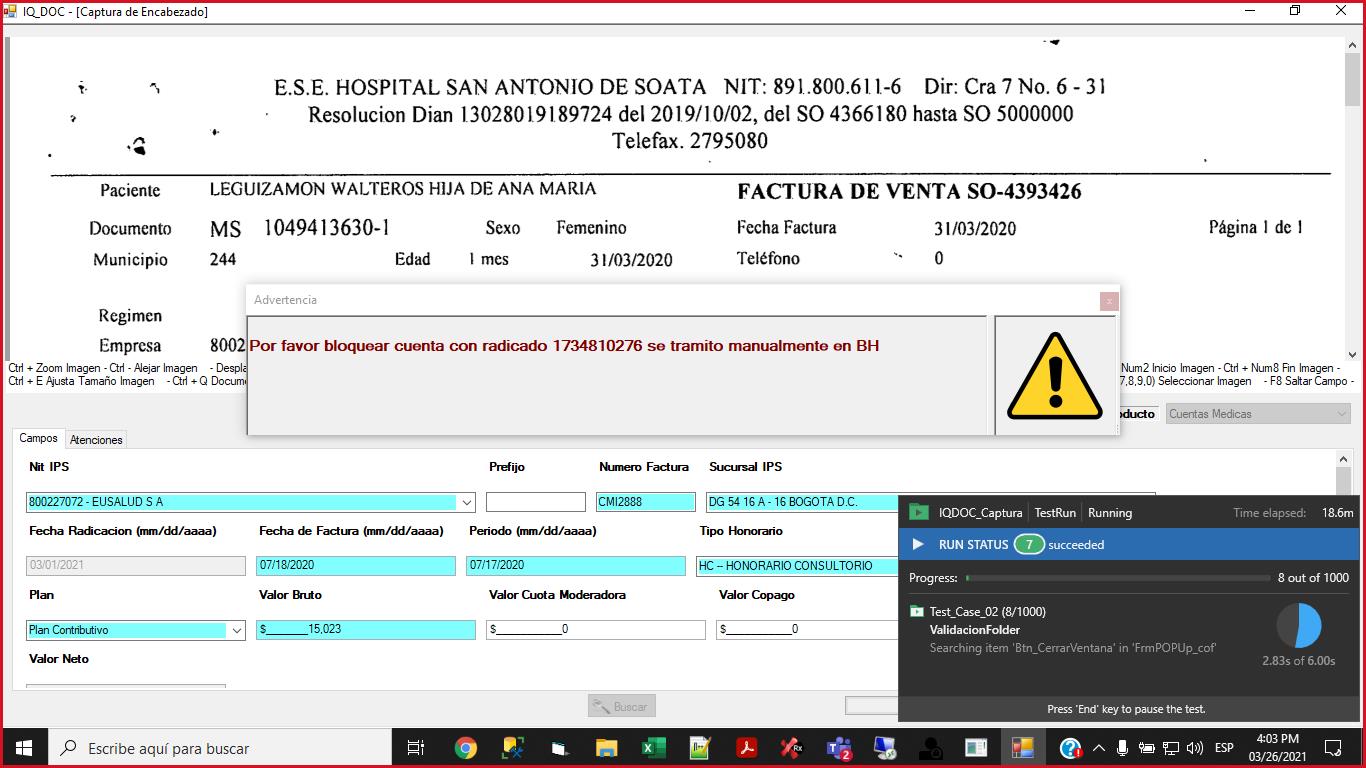 IQ_DOC - [Captura de Encabezado]
E.S.E. HOSPITAL SAN ANTONIO DE SOATA NIT: 891.800.611-6 Dir: Cra 7 No. 6 - 31
Resolucion Dian 13028019189724 del 2019/10/02, del SO 4366180 hasta SO 5000000
Telefax. 2795080
Paciente LEGUIZAMON WALTEROS HIJA DE ANA MARIA FACTURA DE VENTA SO-4393426
Documento MS 1049413630-1 Sexo Femenino Fecha Factura 31/03/2020 Página 1 de 1
Municipio 244 Edad 1 mes 31/03/2020 Teléfono 0
Regimen
Empresa 8002
Advertencia
x
Por favor bloquear cuenta con radicado 1734810276 se tramito manualmente en BH
Ctrl + Zoom Imagen - Ctrl - Alejar Imagen - Despla Num2 Inicio Imagen - Ctrl + Num8 Fin Imagen -
Ctrl + E Ajusta Tamaño Imagen - Ctrl + Q Docume 7,8,9,0) Seleccionar Imagen - F8 Saltar Campo -
oducto Cuentas Medicas
Campos Atenciones
Nit IPS Prefijo Numero Factura Sucursal IPS
800227072 - EUSALUD S A CMI2888 DG 54 16 A - 16 BOGOTA D.C.
Fecha Radicacion (mm/dd/aaaa) Fecha de Factura (mm/dd/aaaa) Periodo (mm/aaaa) Tipo Honorario
03/01/2021 07/18/2020 07/17/2020 HC -- HONORARIO CONSULTORIO
Plan Valor Bruto Valor Cuota Moderadora Valor Copago
Plan Contributivo $_______15,023 $___________0 $___________0
Valor Neto
Buscar
IQDOC_Captura TestRun Running Time elapsed: 18.6m
RUN STATUS 7 succeeded
Progress: 8 out of 1000
Test_Case_02 (8/1000)
ValidacionFolder
Searching item 'Btn_CerrarVentana' in 'FrmPOPUp_cof'
2.83s of 6.00s
Press 'End' key to pause the test.
Escribe aquí para buscar
2
ESP
4:03 PM
03/26/2021